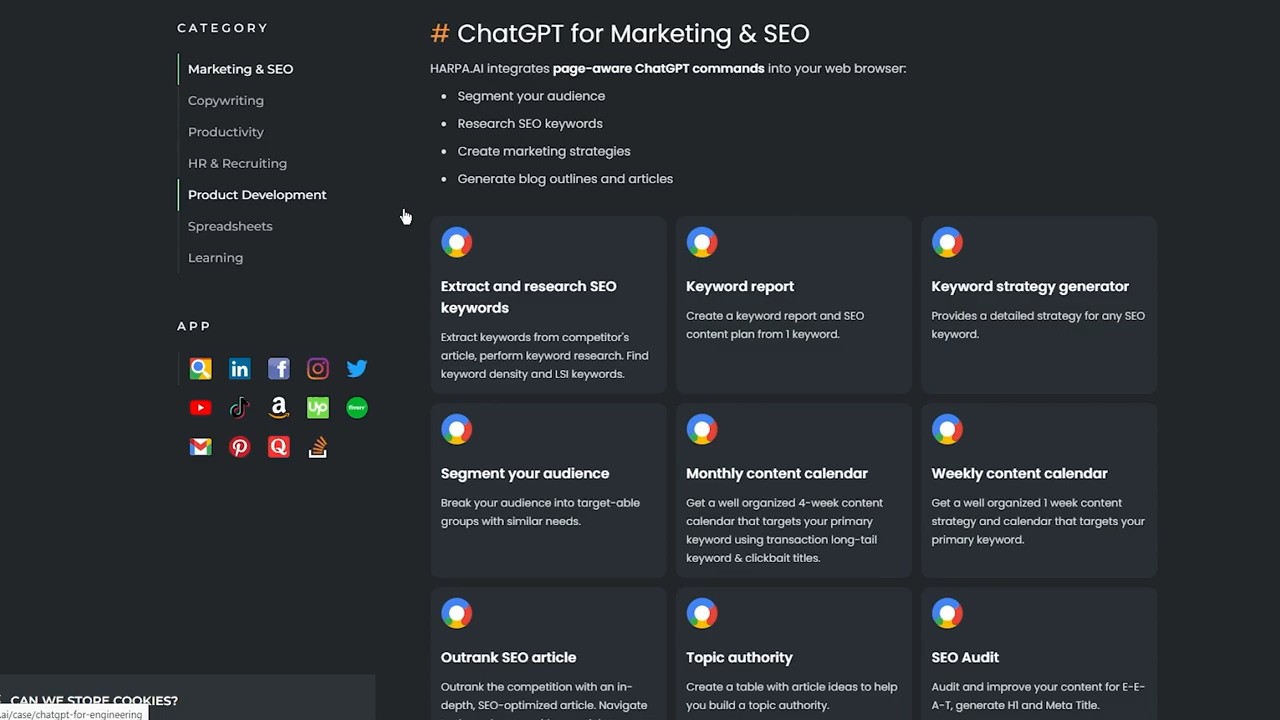 CATEGORY
Marketing & SEO
Copywriting
Productivity
HR & Recruiting
Product Development
Spreadsheets
Learning
APP
in
f
a
up
fiverr
Q
# ChatGPT for Marketing & SEO
HARPA.AI integrates page-aware ChatGPT commands into your web browser:
Segment your audience
Research SEO keywords
Create marketing strategies
Generate blog outlines and articles
Extract and research SEO
keywords
Extract keywords from competitor's
article, perform keyword research. Find
keyword density and LSI keywords.
Keyword report
Create a keyword report and SEO
content plan from 1 keyword.
Keyword strategy generator
Provides a detailed strategy for any SEO
keyword.
Segment your audience
Break your audience into target-able
groups with similar needs.
Monthly content calendar
Get a well organized 4-week content
calendar that targets your primary
keyword using transaction long-tail
keyword & clickbait titles.
Weekly content calendar
Get a well organized 1 week content
strategy and calendar that targets your
primary keyword.
Outrank SEO article
Outrank the competition with an in-
depth, SEO-optimized article. Navigate
Topic authority
Create a table with article ideas to help
you build a topic authority.
SEO Audit
Audit and improve your content for E-E-
A-T, generate H1 and Meta Title.
CAN WE STORE COOKIES?
.ai/case/chatgpt-for-engineering